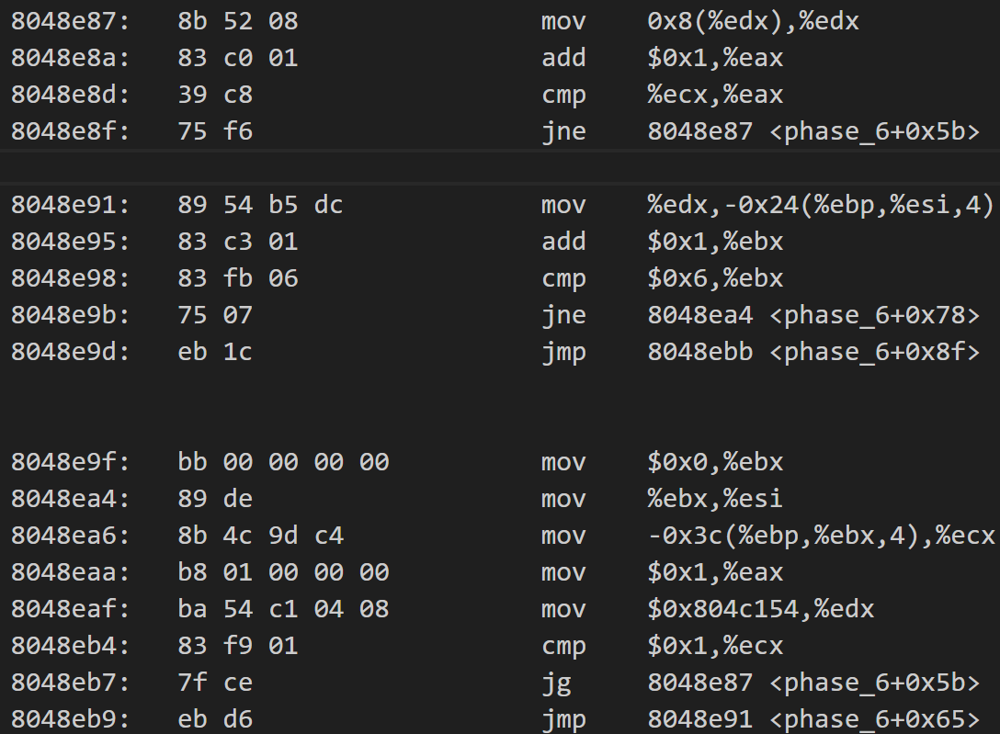 8048e87: 8b 52 08 mov 0x8(%edx),%edx
8048e8a: 83 c0 01 add $0x1,%eax
8048e8d: 39 c8 cmp %ecx,%eax
8048e8f: 75 f6 jne 8048e87 <phase_6+0x5b>
8048e91: 89 54 b5 dc mov %edx,-0x24(%ebp,%esi,4)
8048e95: 83 c3 01 add $0x1,%ebx
8048e98: 83 fb 06 cmp $0x6,%ebx
8048e9b: 75 07 jne 8048ea4 <phase_6+0x78>
8048e9d: eb 1c jmp 8048ebb <phase_6+0x8f>
8048e9f: bb 00 00 00 00 mov $0x0,%ebx
8048ea4: 89 de mov %ebx,%esi
8048ea6: 8b 4c 9d c4 mov -0x3c(%ebp,%ebx,4),%ecx
8048eaa: b8 01 00 00 00 mov $0x1,%eax
8048eaf: ba 54 c1 04 08 mov $0x804c154,%edx
8048eb4: 83 f9 01 cmp $0x1,%ecx
8048eb7: 7f ce jg 8048e87 <phase_6+0x5b>
8048eb9: eb d6 jmp 8048e91 <phase_6+0x65>